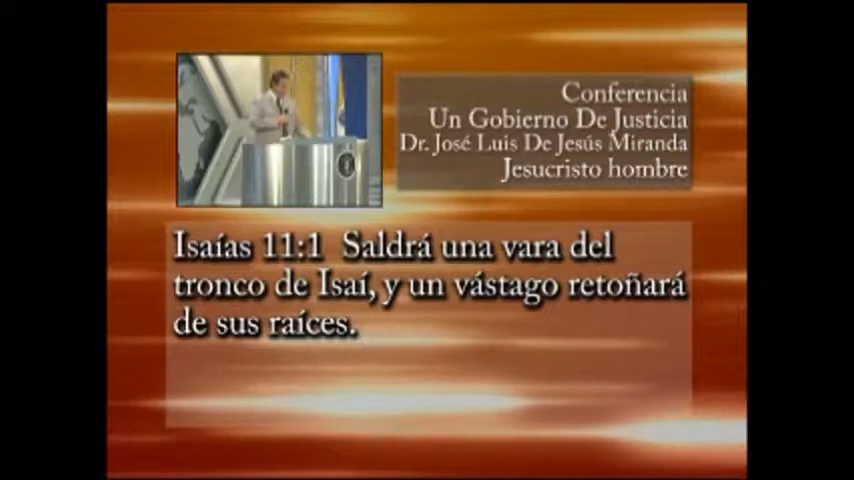 Conferencia
Un Gobierno De Justicia
Dr. José Luis De Jesús Miranda
Jesucristo hombre
Isaías 11:1 Saldrá una vara del
tronco de Isaí, y un vástago retoñará
de sus raíces.